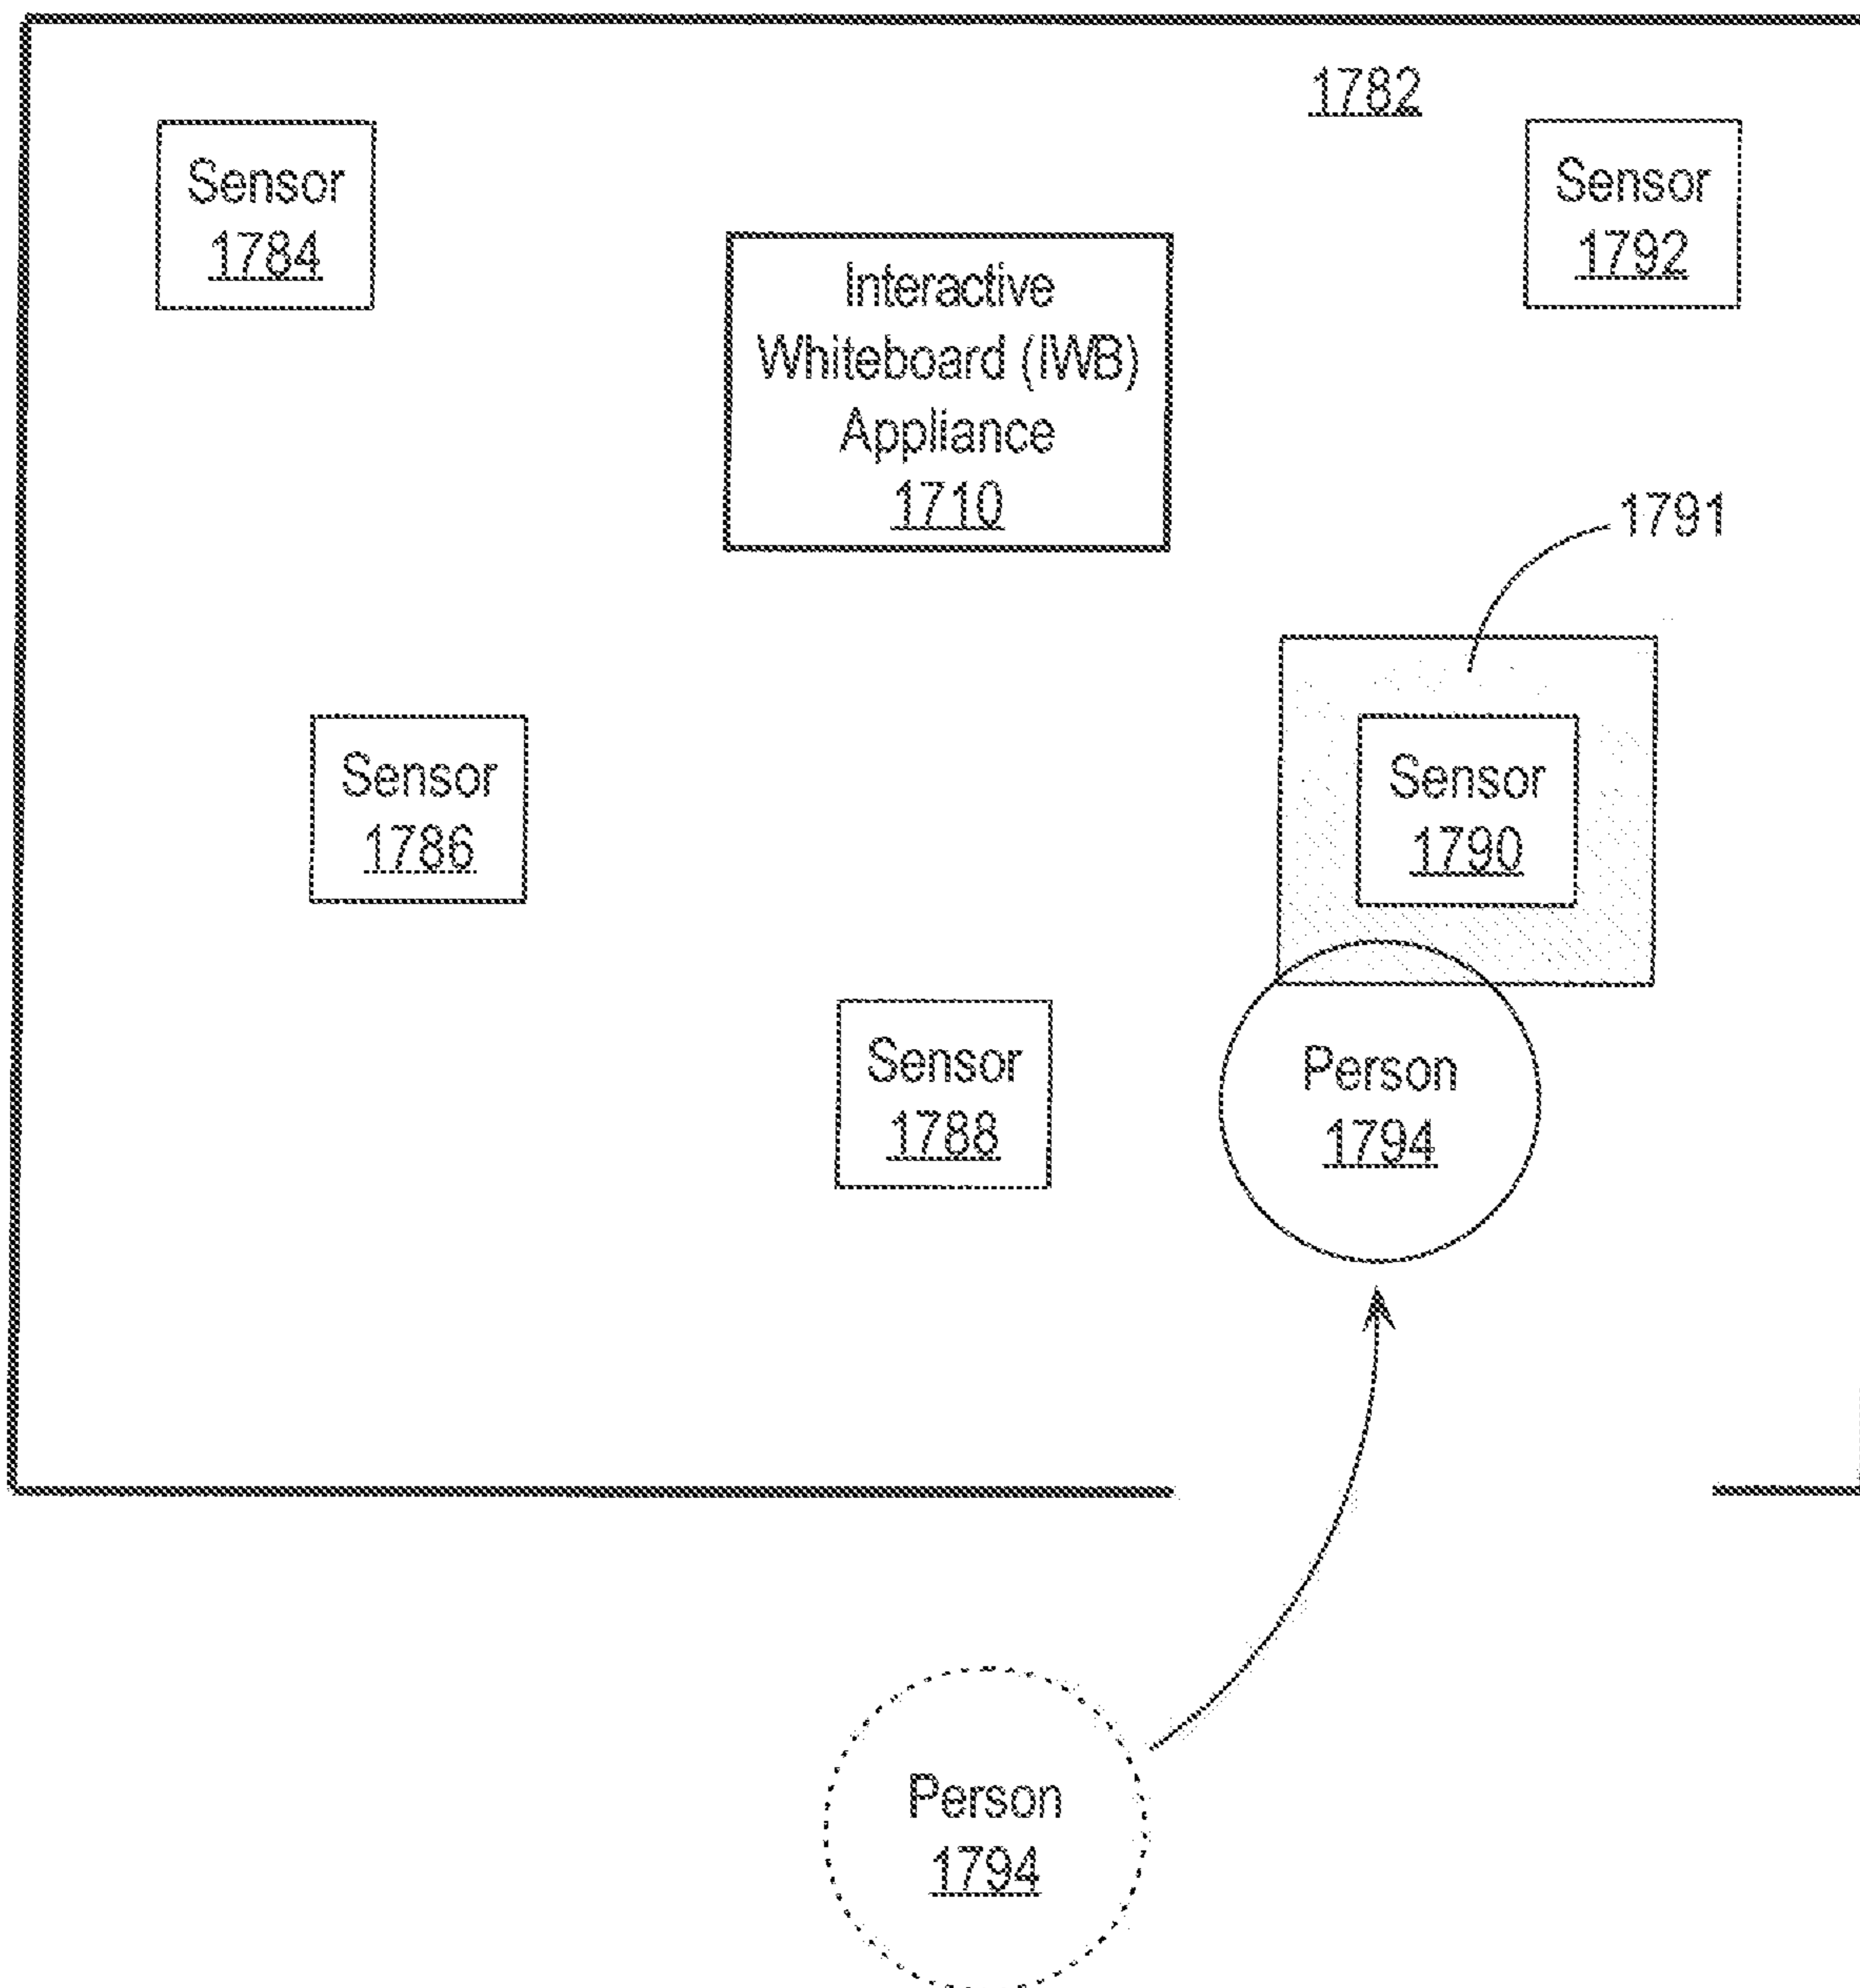 1782
Sensor
1784
Sensor
1792
Interactive
Whiteboard (IWB)
Appliance
1710
1791
Sensor
1786
Sensor
1790
Sensor
1788
Person
1794
Person
1794